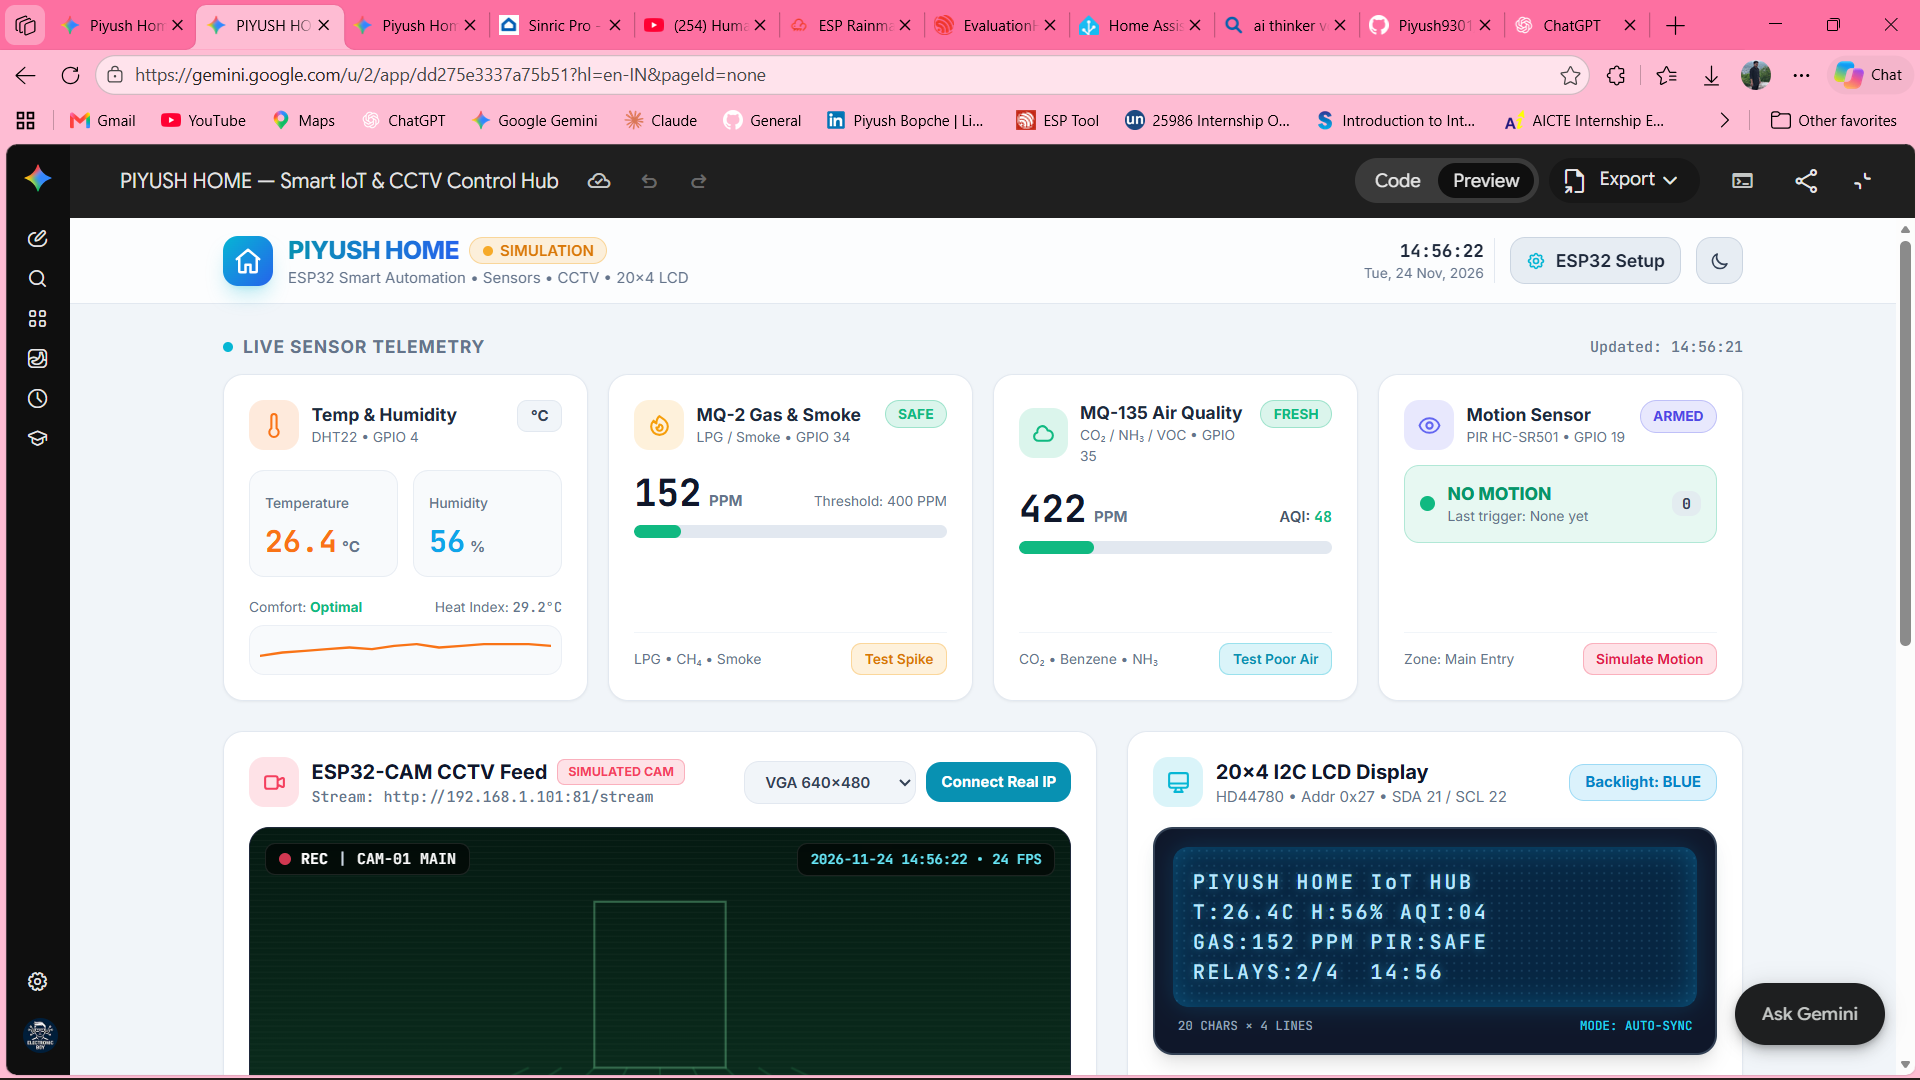 Piyush Hom
PIYUSH HO
Piyush Hom
Sinric Pro -
(254) Huma
ESP Rainma
EvaluationH
Home Assis
ai thinker v
Piyush9301
ChatGPT
https://gemini.google.com/u/2/app/dd275e3337a75b51?hl=en-IN&pageId=none
Chat
Gmail
YouTube
Maps
ChatGPT
Google Gemini
Claude
General
Piyush Bopche | Li...
ESP Tool
25986 Internship O...
Introduction to Int...
AICTE Internship E...
Other favorites
PIYUSH HOME — Smart IoT & CCTV Control Hub
Code
Preview
Export
PIYUSH HOME
SIMULATION
ESP32 Smart Automation • Sensors • CCTV • 20×4 LCD
14:56:22
Tue, 24 Nov, 2026
ESP32 Setup
LIVE SENSOR TELEMETRY
Updated: 14:56:21
Temp & Humidity
DHT22 • GPIO 4
°C
Temperature
26.4 °C
Humidity
56 %
Comfort: Optimal
Heat Index: 29.2°C
MQ-2 Gas & Smoke
LPG / Smoke • GPIO 34
SAFE
152 PPM
Threshold: 400 PPM
LPG • CH₄ • Smoke
Test Spike
MQ-135 Air Quality
CO₂ / NH₃ / VOC • GPIO
35
FRESH
422 PPM
AQI: 48
CO₂ • Benzene • NH₃
Test Poor Air
Motion Sensor
PIR HC-SR501 • GPIO 19
ARMED
NO MOTION
Last trigger: None yet
0
Zone: Main Entry
Simulate Motion
ESP32-CAM CCTV Feed
SIMULATED CAM
Stream: http://192.168.1.101:81/stream
VGA 640×480
Connect Real IP
REC | CAM-01 MAIN
2026-11-24 14:56:22 • 24 FPS
20×4 I2C LCD Display
HD44780 • Addr 0x27 • SDA 21 / SCL 22
Backlight: BLUE
PIYUSH HOME IoT HUB
T:26.4C H:56% AQI:04
GAS:152 PPM PIR:SAFE
RELAYS:2/4  14:56
20 CHARS × 4 LINES
MODE: AUTO-SYNC
Ask Gemini